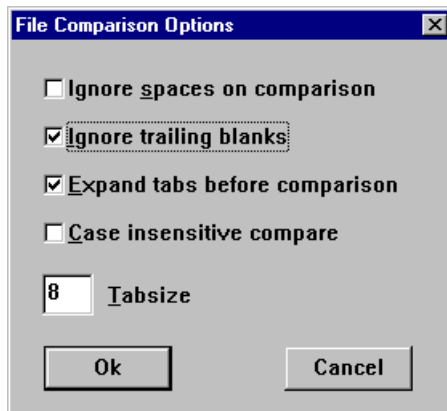 File Comparison Options
Ignore spaces on comparison
Ignore trailing blanks
Expand tabs before comparison
Case insensitive compare
8 Tabsize
Ok Cancel